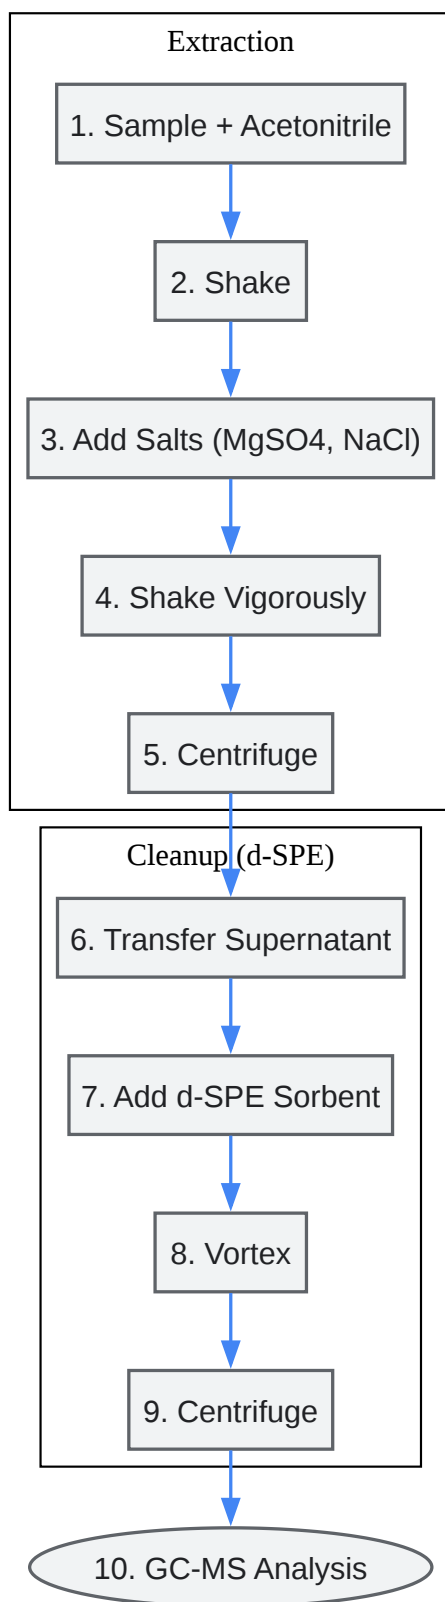 Extraction
1. Sample + Acetonitrile
2. Shake
3. Add Salts (MgSO4, NaCl)
4. Shake Vigorously
5. Centrifuge
Cleanup (d-SPE)
6. Transfer Supernatant
7. Add d-SPE Sorbent
8. Vortex
9. Centrifuge
10. GC-MS Analysis